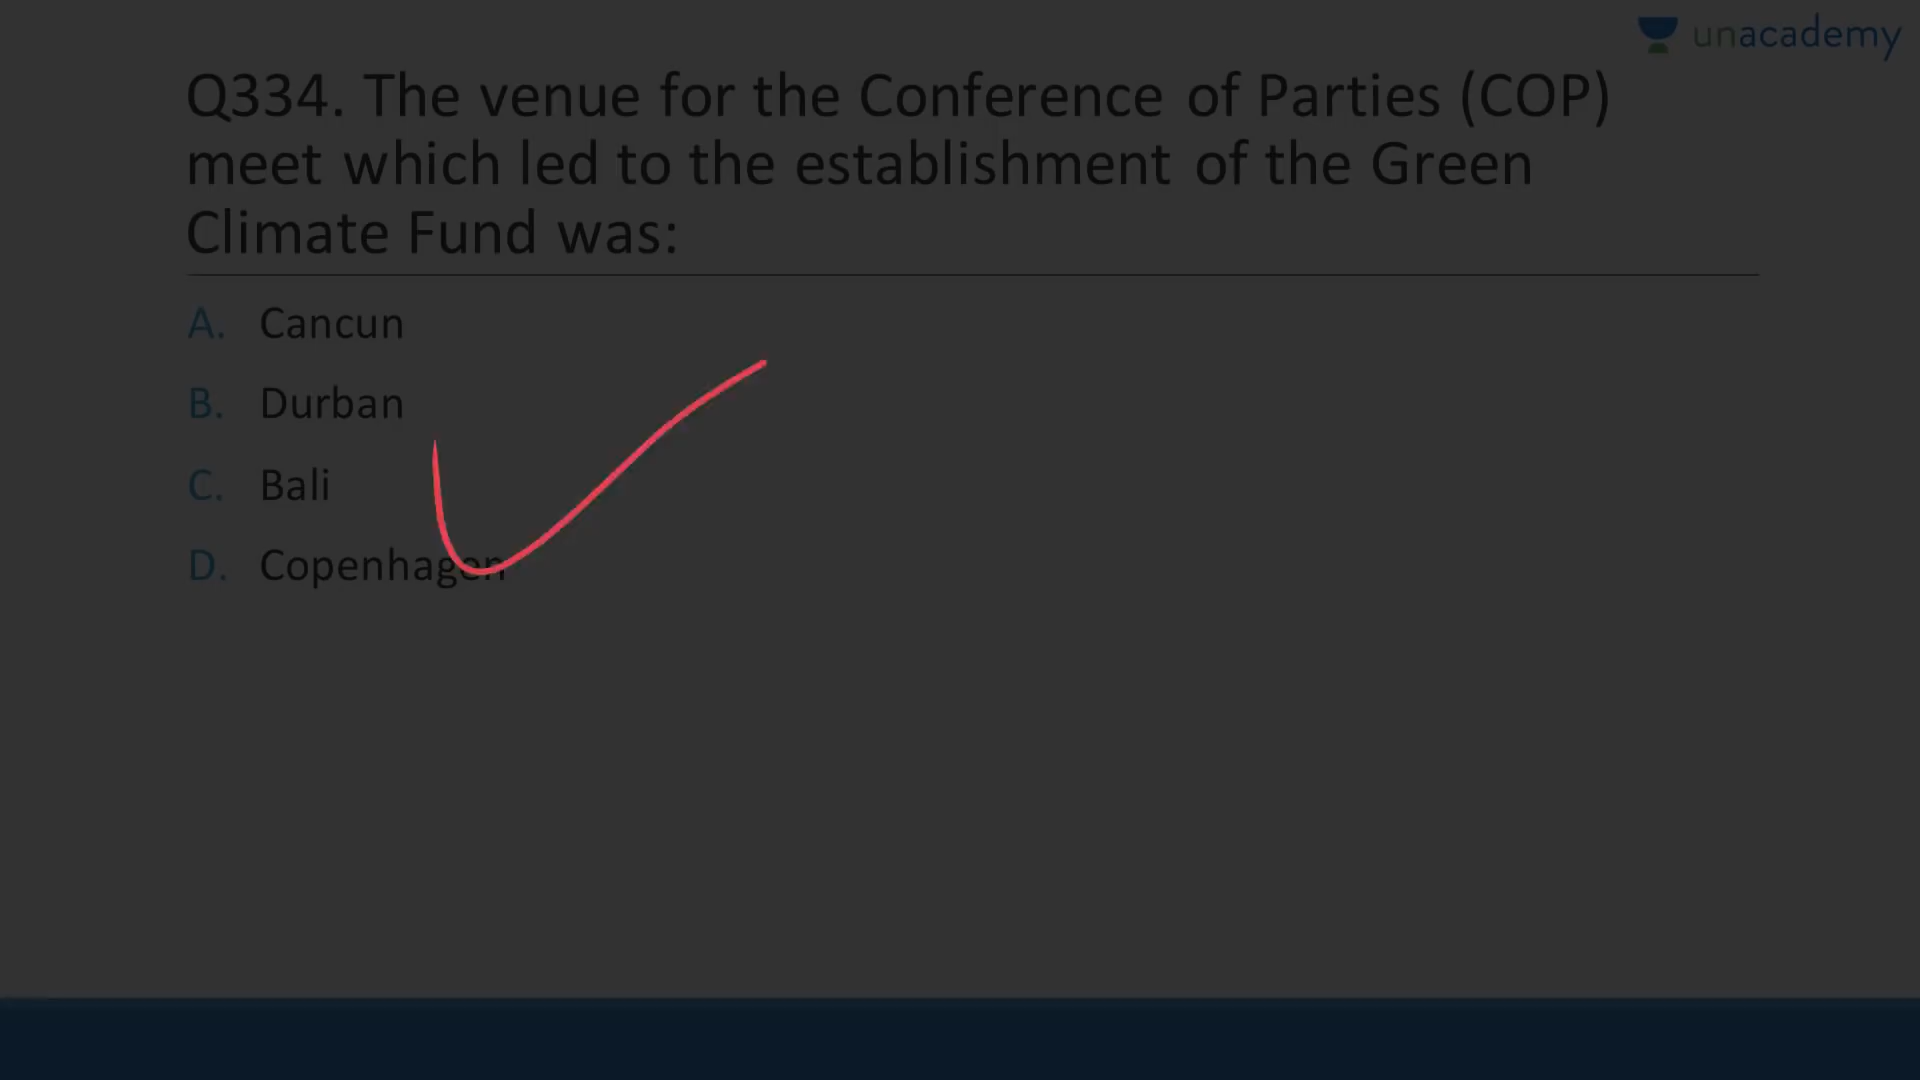 unacademy
Q334. The venue for the Conference of Parties (COP)
meet which led to the establishment of the Green
Climate Fund was:
A. Cancun
B. Durban
C. Bali
D. Copenhagen